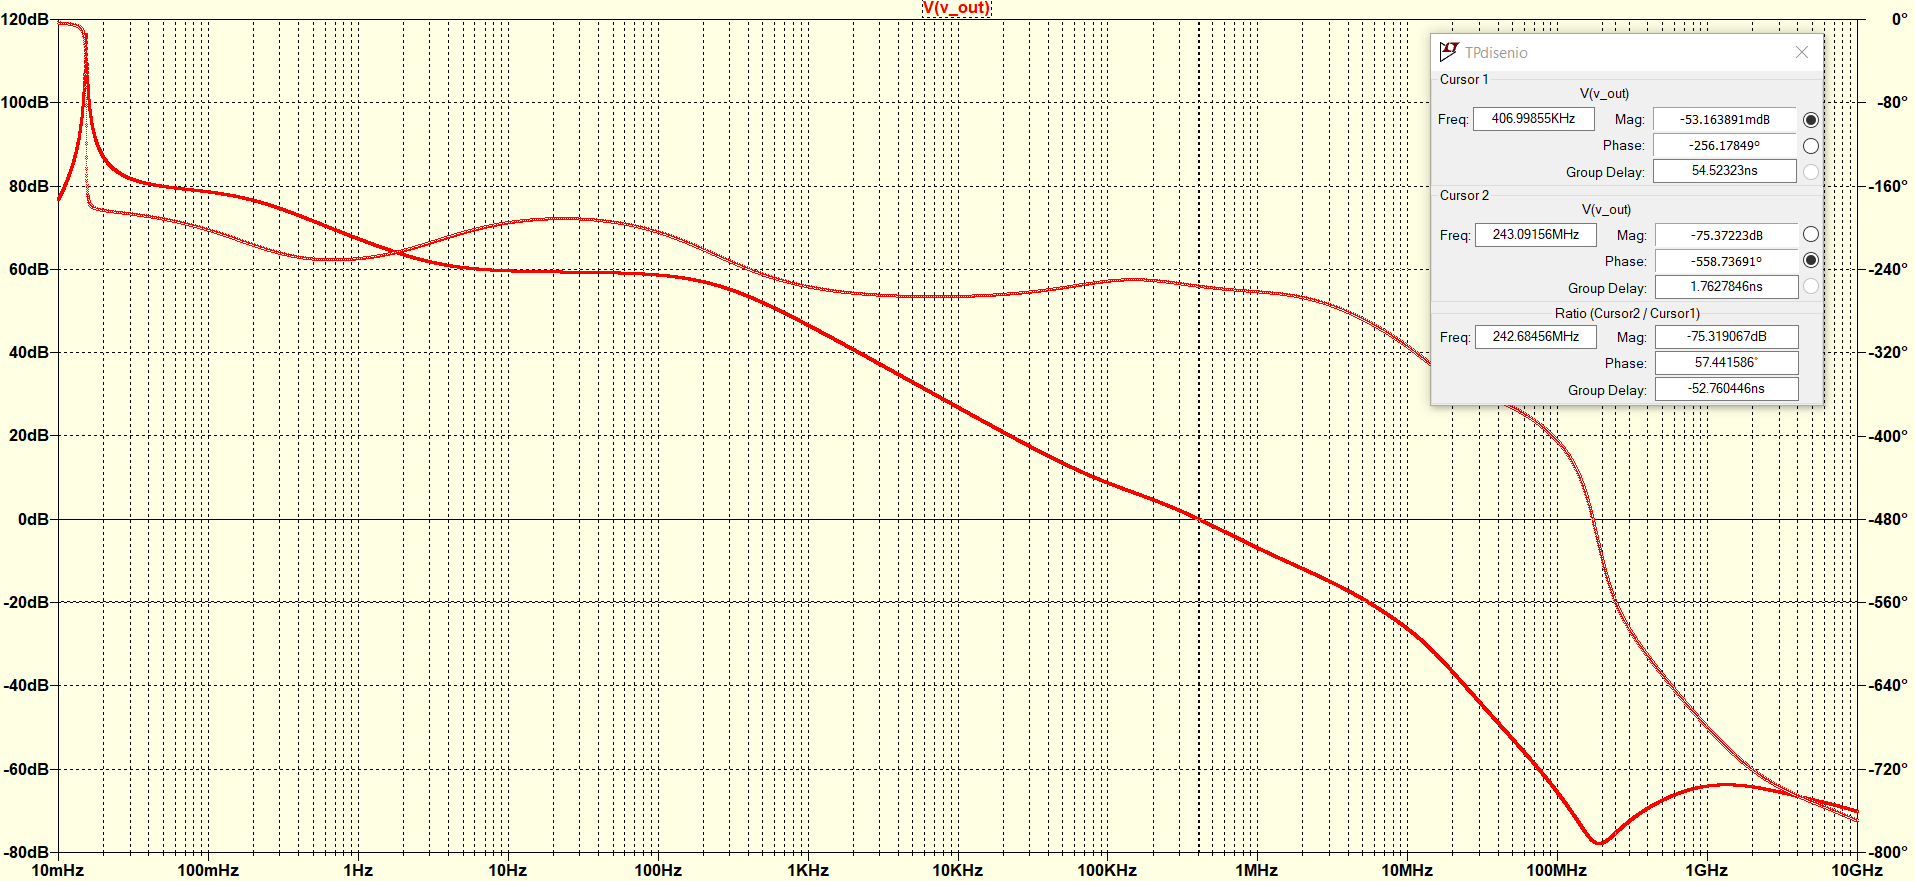 V(v_out)
120dB
100dB
80dB
60dB
40dB
20dB
0dB
-20dB
-40dB
-60dB
-80dB
10mHz 100mHz 1Hz 10Hz 100Hz 1KHz 10KHz 100KHz 1MHz 10MHz 100MHz 1GHz 10GHz
0°
-80°
-160°
-240°
-320°
-400°
-480°
-560°
-640°
-720°
-800°
TPdisenio
Cursor 1
V(v_out)
Freq: 406.99855KHz Mag: -53.163891mdB
Phase: -256.17849°
Group Delay: 54.52323ns
Cursor 2
V(v_out)
Freq: 243.09156MHz Mag: -75.37223dB
Phase: -558.73691°
Group Delay: 1.7627846ns
Ratio (Cursor2 / Cursor1)
Freq: 242.68456MHz Mag: -75.319067dB
Phase: 57.441586°
Group Delay: -52.760446ns